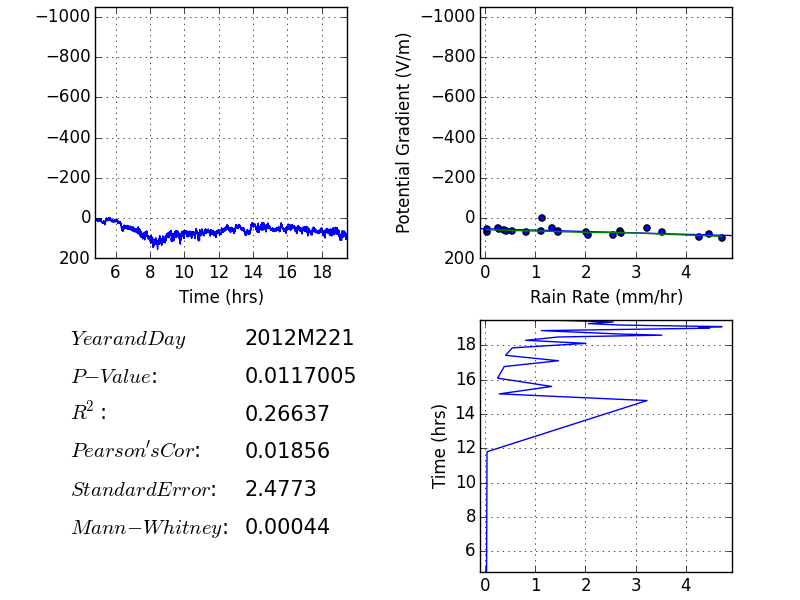 −1000
−800
−600
−400
−200
0
200
6 8 10 12 14 16 18
Time (hrs)
Potential Gradient (V/m)
−1000
−800
−600
−400
−200
0
200
0 1 2 3 4
Rain Rate (mm/hr)
YearandDay 2012M221
P−Value: 0.0117005
R²: 0.26637
Pearson'sCor: 0.01856
StandardError: 2.4773
Mann−Whitney: 0.00044
Time (hrs)
18
16
14
12
10
8
6
0 1 2 3 4